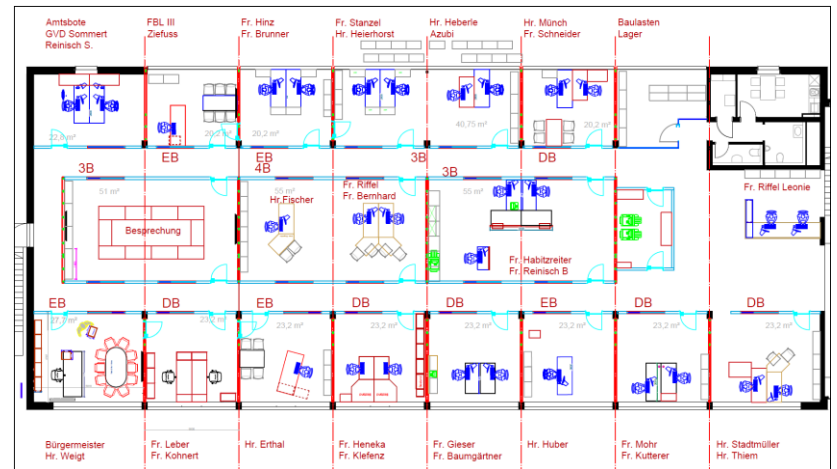 Amtsbote
GVD Sommert
Reinisch S.
FBL III
Ziefuss
Fr. Hinz
Fr. Brunner
Fr. Stanzel
Hr. Heierhorst
Hr. Heberle
Azubi
Hr. Münch
Fr. Schneider
Baulasten
Lager
22,6 m²
20,2 m²
20,2 m²
40,75 m²
20,2 m²
EB
EB
3B
DB
3B
4B
3B
51 m²
55 m²
55 m²
Hr.Fischer
Fr. Riffel
Fr. Bernhard
Fr. Riffel Leonie
Besprechung
Fr. Habitzreiter
Fr. Reinisch B
EB
DB
EB
DB
DB
EB
DB
DB
27,7 m²
23,2 m²
23,2 m²
23,2 m²
23,2 m²
23,2 m²
23,2 m²
23,2 m²
Bürgermeister
Hr. Weigt
Fr. Leber
Fr. Kohnert
Hr. Erthal
Fr. Heneka
Fr. Klefenz
Fr. Gieser
Fr. Baumgärtner
Hr. Huber
Fr. Mohr
Fr. Kutterer
Hr. Stadtmüller
Hr. Thiem